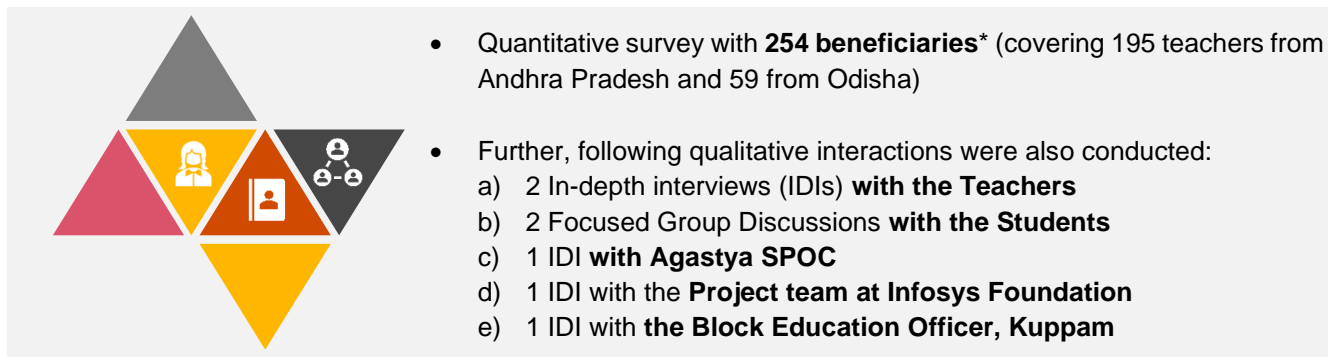 • Quantitative survey with 254 beneficiaries* (covering 195 teachers from
Andhra Pradesh and 59 from Odisha)
• Further, following qualitative interactions were also conducted:
a) 2 In-depth interviews (IDIs) with the Teachers
b) 2 Focused Group Discussions with the Students
c) 1 IDI with Agastya SPOC
d) 1 IDI with the Project team at Infosys Foundation
e) 1 IDI with the Block Education Officer, Kuppam